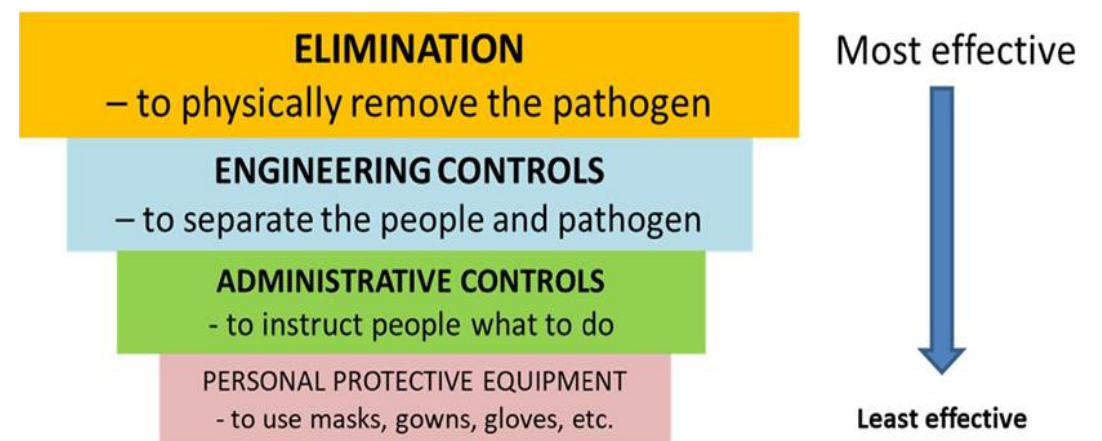 ELIMINATION
– to physically remove the pathogen
Most effective
ENGINEERING CONTROLS
– to separate the people and pathogen
ADMINISTRATIVE CONTROLS
- to instruct people what to do
PERSONAL PROTECTIVE EQUIPMENT
- to use masks, gowns, gloves, etc.
Least effective